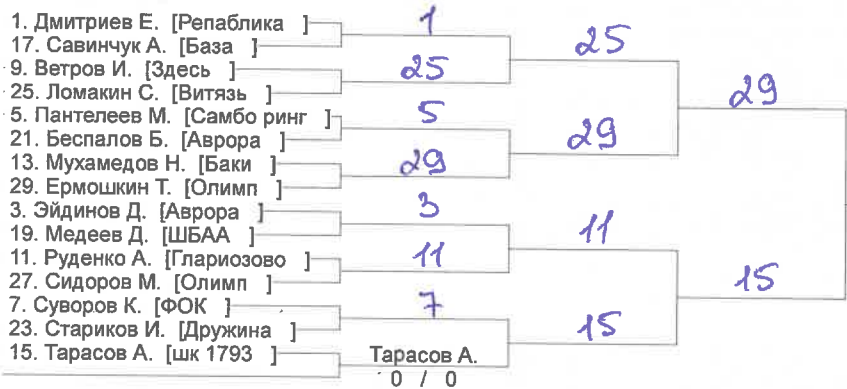 1. Дмитриев Е. [Репаблика ]
17. Савинчук А. [База ]
9. Ветров И. [Здесь ]
25. Ломакин С. [Витязь ]
5. Пантелеев М. [Самбо ринг ]
21. Беспалов Б. [Аврора ]
13. Мухамедов Н. [Баки ]
29. Ермошкин Т. [Олимп ]
3. Эйдинов Д. [Аврора ]
19. Медеев Д. [ШБАА ]
11. Руденко А. [Глариозово ]
27. Сидоров М. [Олимп ]
7. Суворов К. [ФОК ]
23. Стариков И. [Дружина ]
15. Тарасов А. [шк 1793 ]
1
25
5
29
3
11
7
Тарасов А.
0 / 0
25
29
11
15
29
15